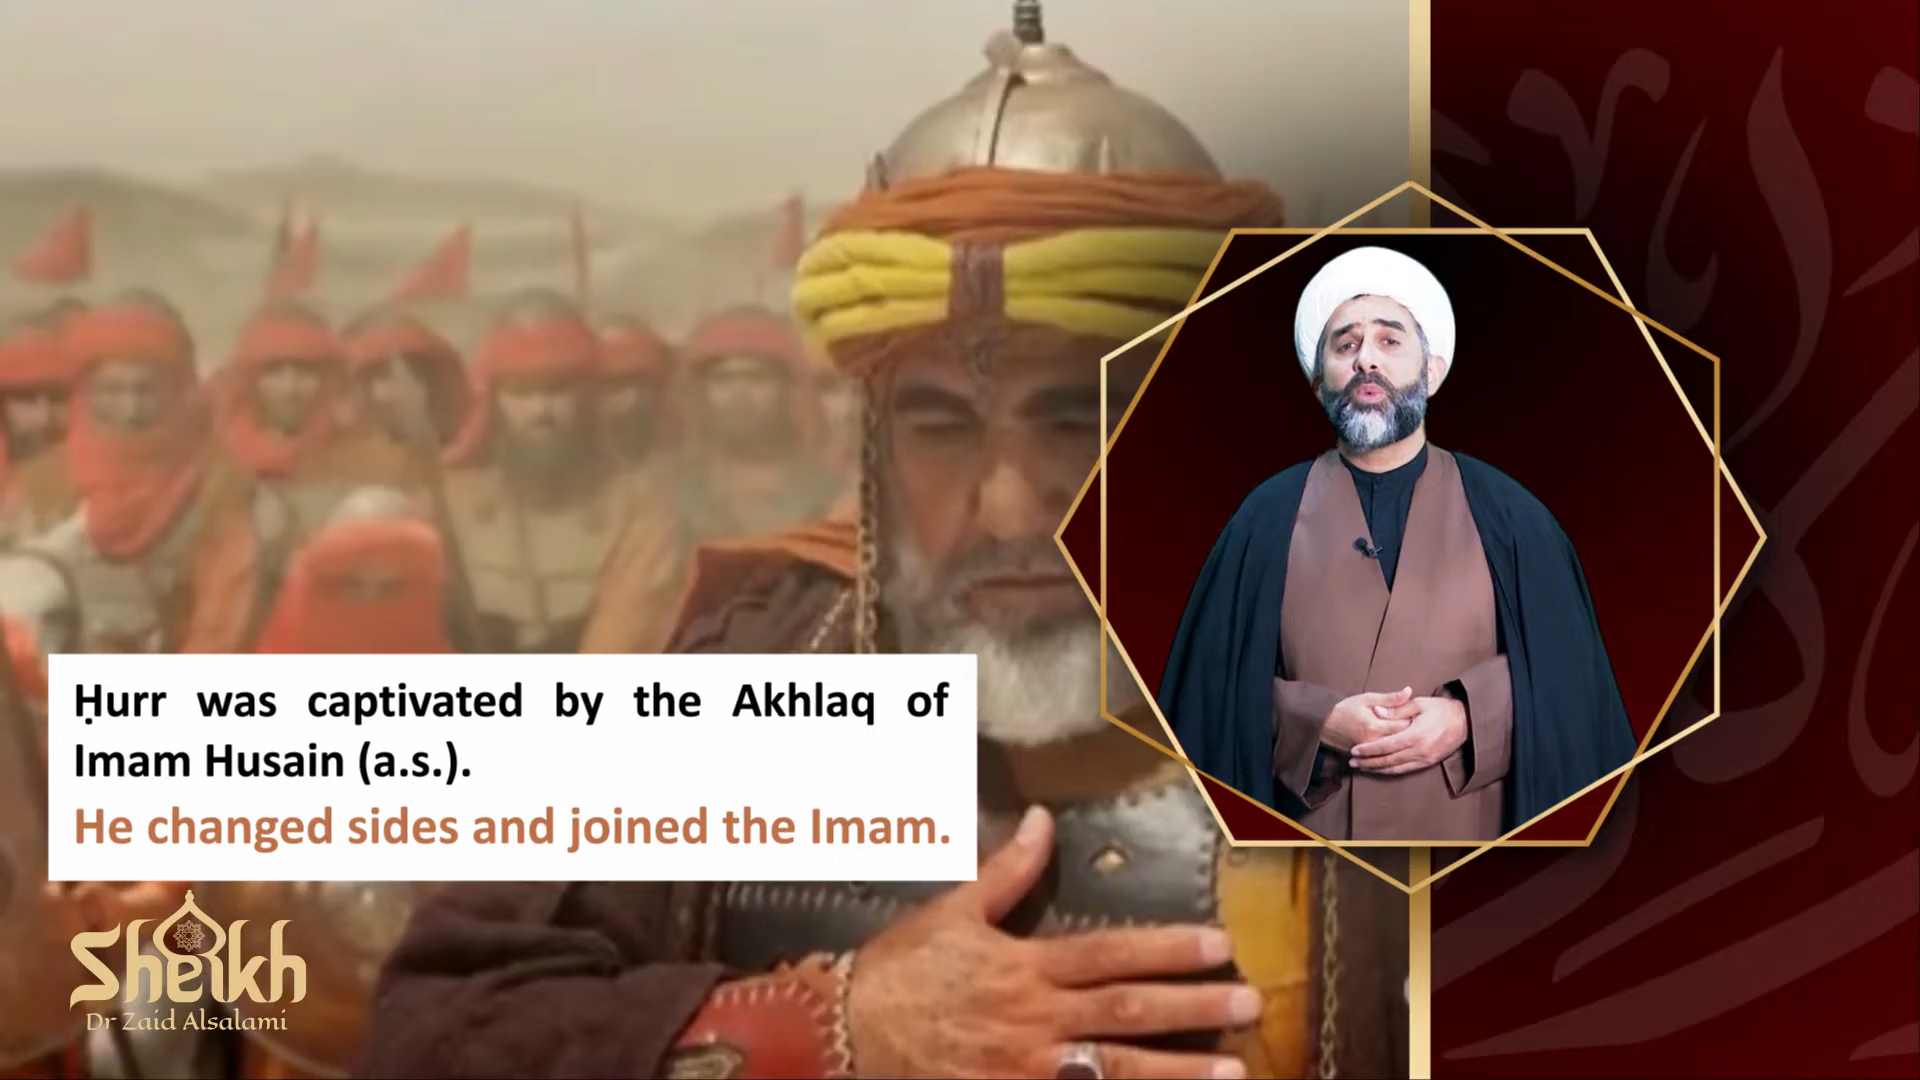 Ḥurr was captivated by the Akhlaq of
Imam Husain (a.s.).
He changed sides and joined the Imam.
Sheikh
Dr Zaid Alsalami